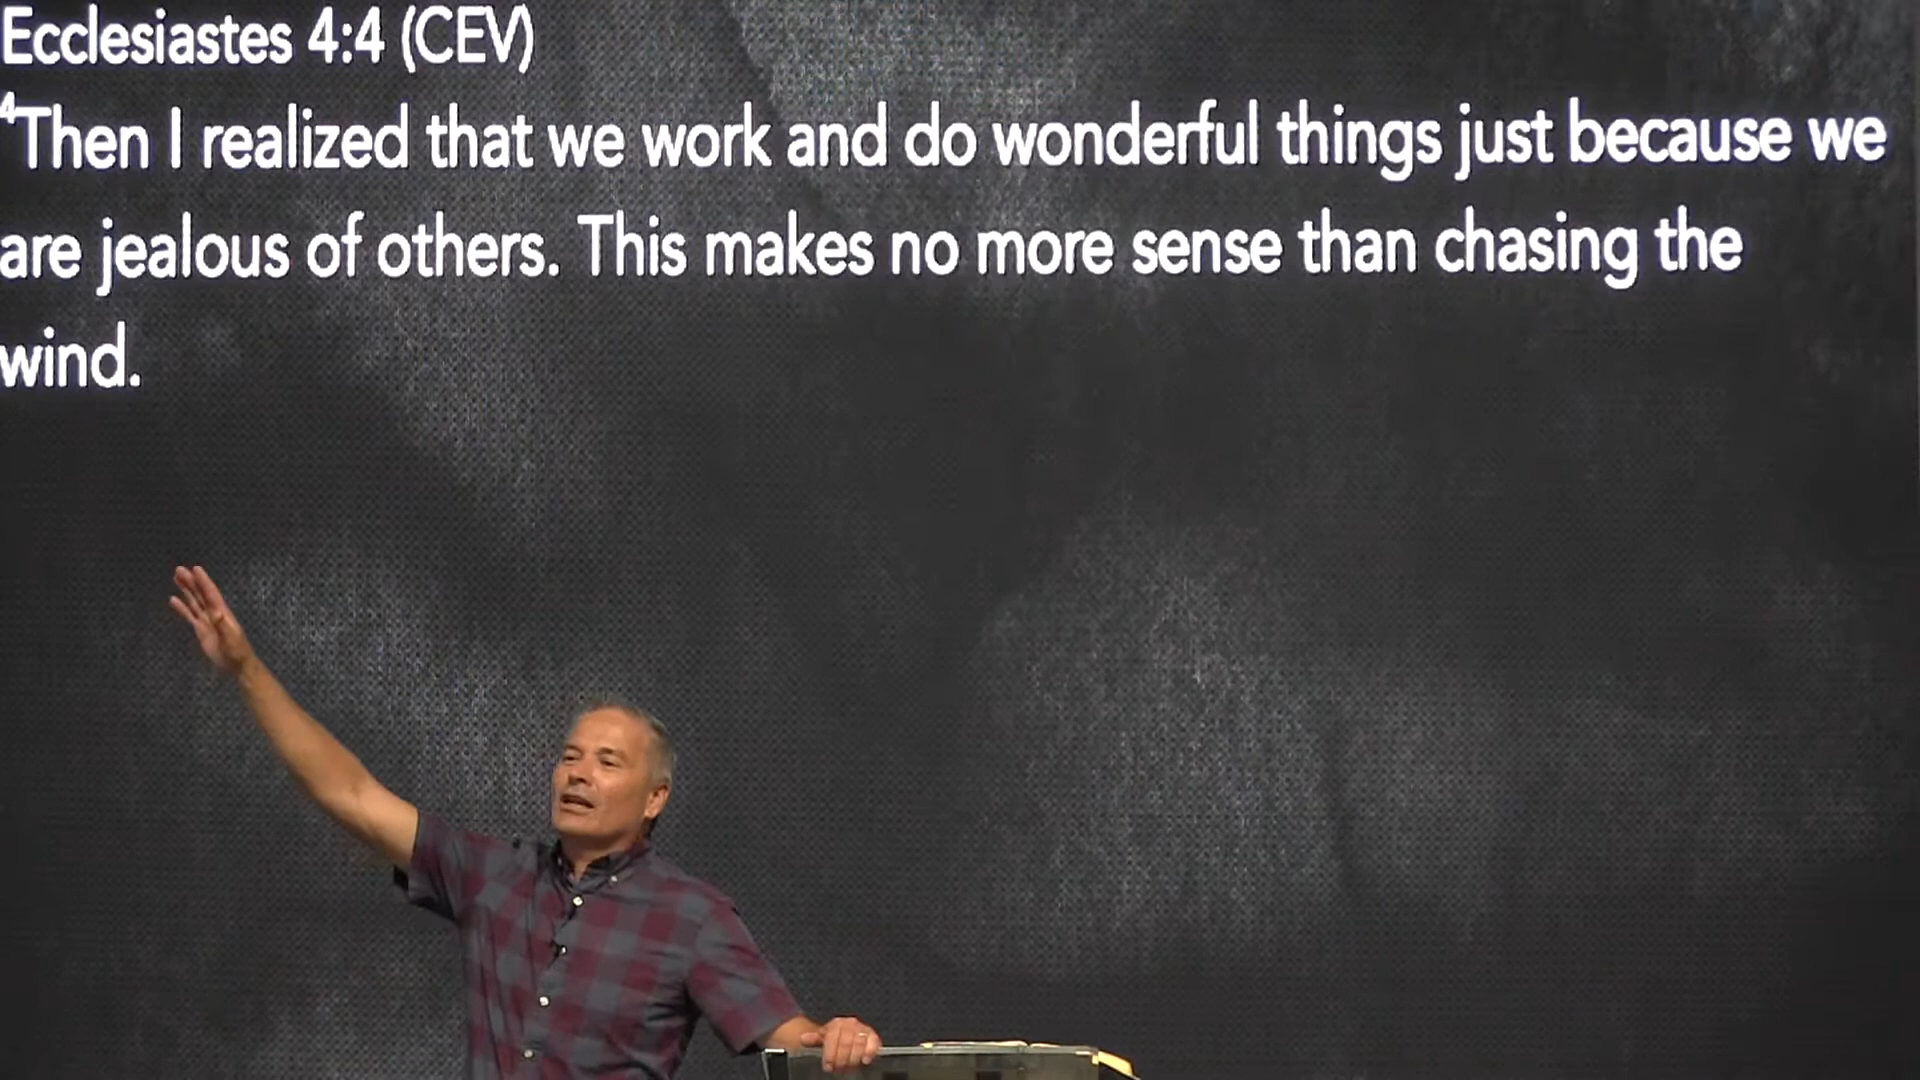 Ecclesiastes 4:4 (CEV)
4Then I realized that we work and do wonderful things just because we
are jealous of others. This makes no more sense than chasing the
wind.